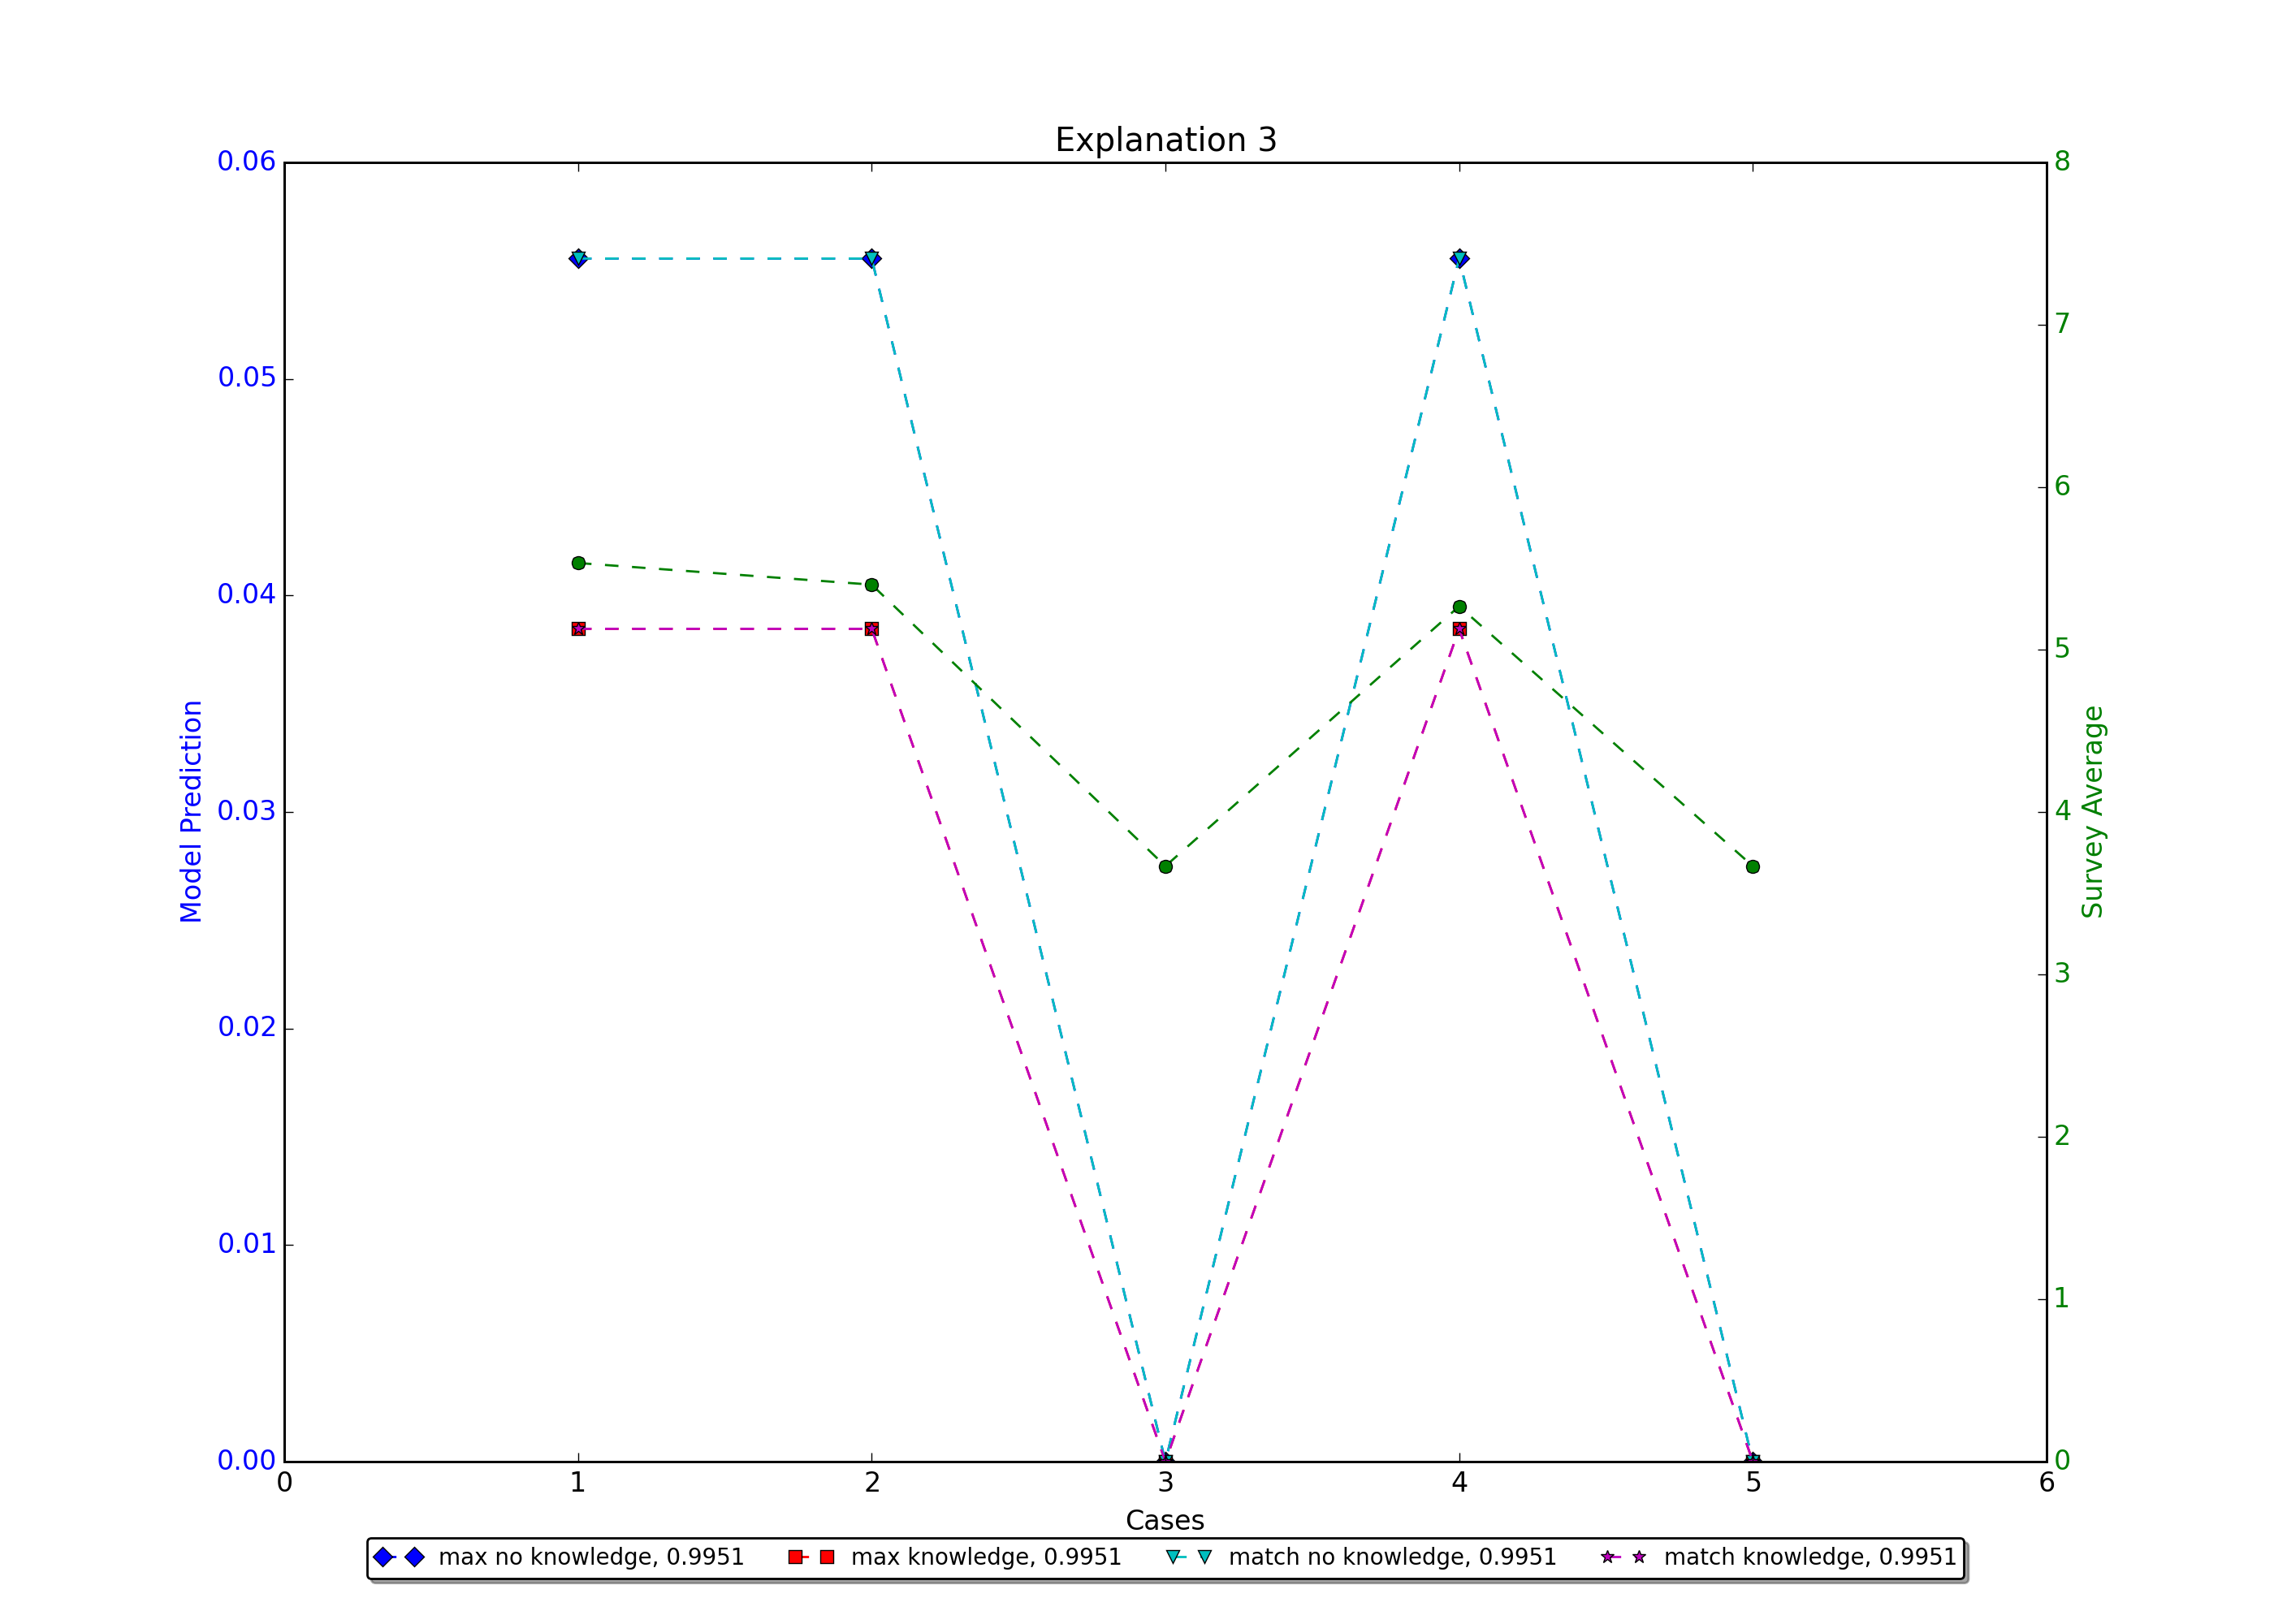 Explanation 3
0.06
0.05
0.04
0.03
0.02
0.01
0.00
Model Prediction
8
7
6
5
4
3
2
1
0
Survey Average
0 1 2 3 4 5 6
Cases
max no knowledge, 0.9951 max knowledge, 0.9951 match no knowledge, 0.9951 match knowledge, 0.9951